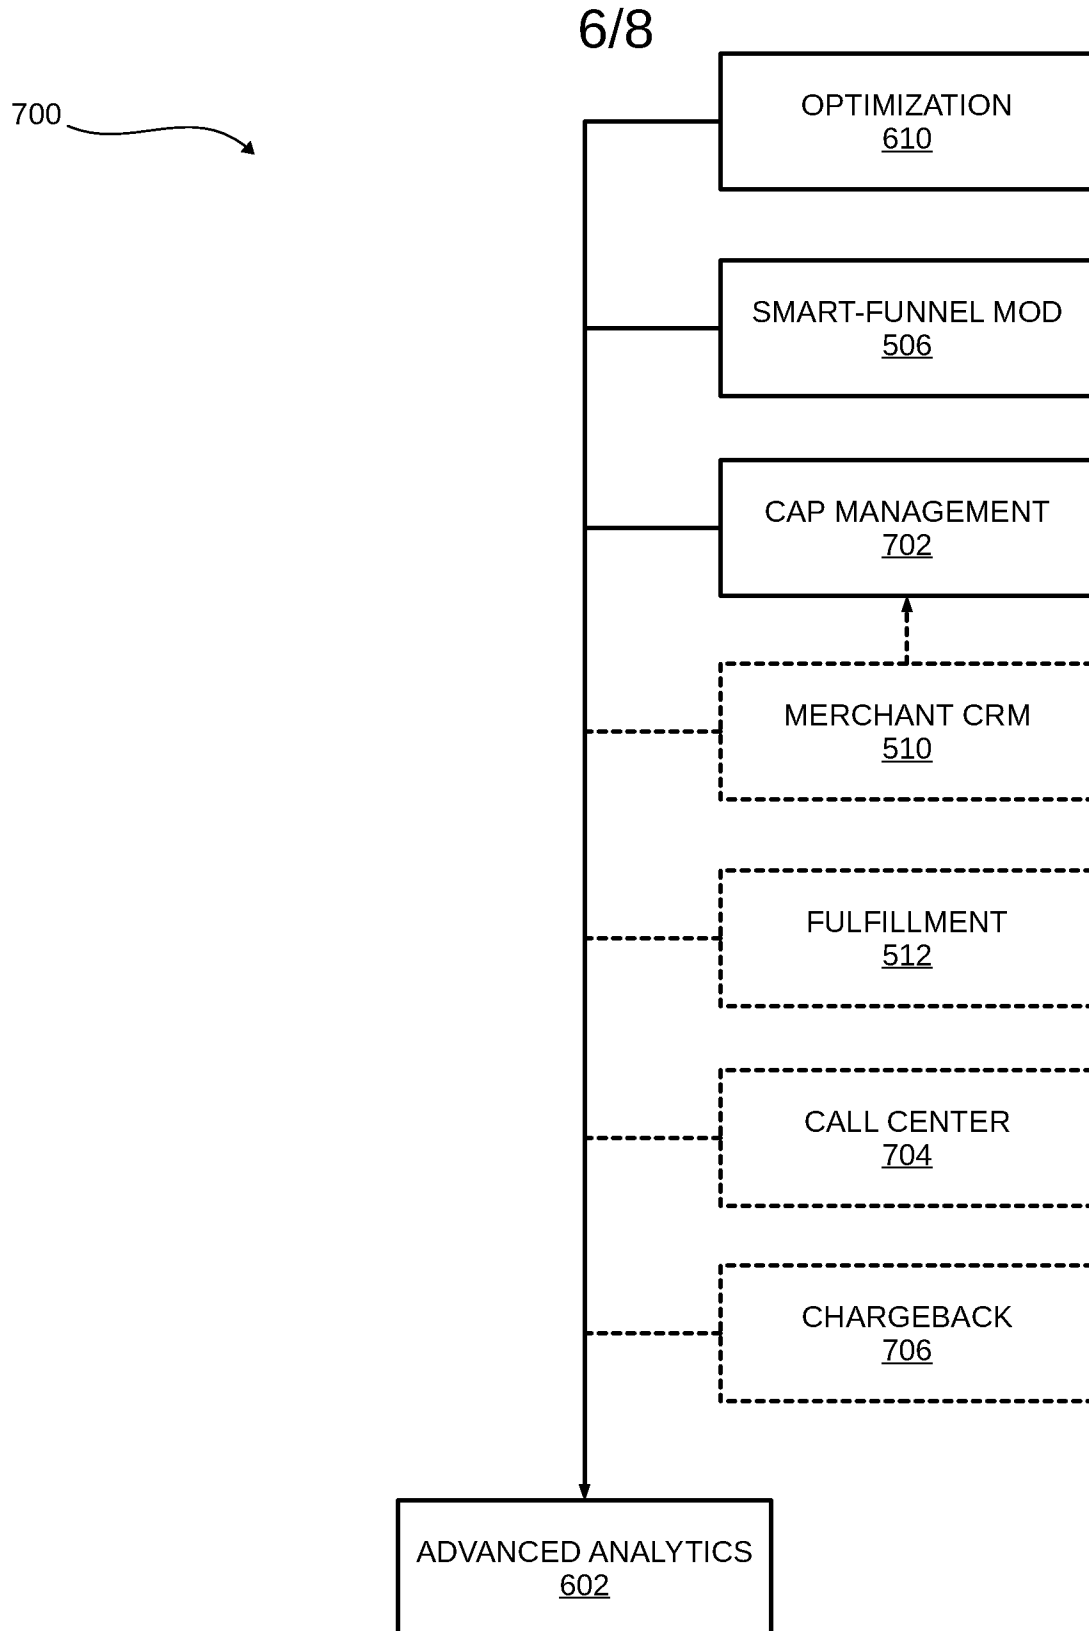 6/8
700
OPTIMIZATION
610
SMART-FUNNEL MOD
506
CAP MANAGEMENT
702
MERCHANT CRM
510
FULFILLMENT
512
CALL CENTER
704
CHARGEBACK
706
ADVANCED ANALYTICS
602